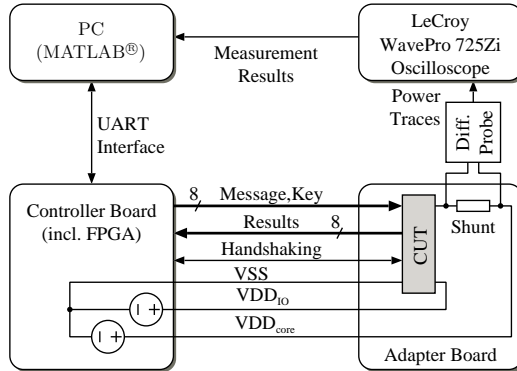 PC
(MATLAB®)
Measurement
Results
LeCroy
WavePro 725Zi
Oscilloscope
UART
Interface
Power
Traces
Diff.
Probe
Controller Board
(incl. FPGA)
8
Message,Key
Results
8
Handshaking
VSS
VDD_IO
VDD_core
CUT
Shunt
Adapter Board